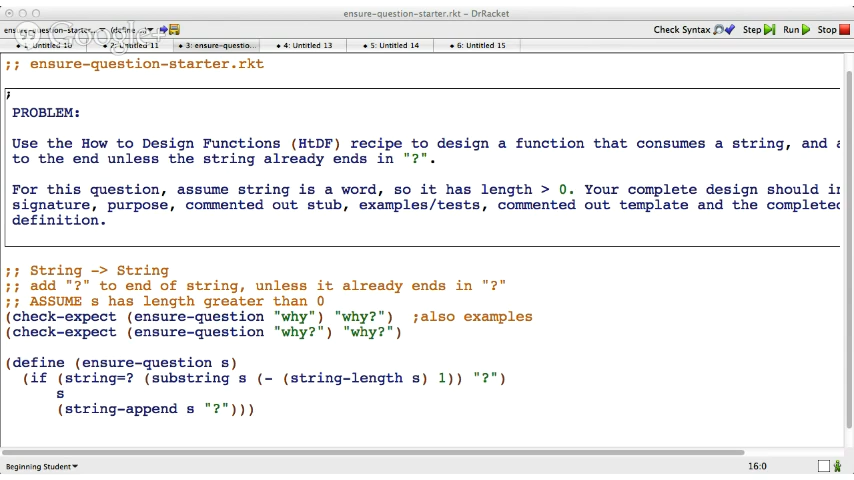 ensure-question-starter.rkt - DrRacket
ensure-question-starter... (define ...) Check Syntax Step Run Stop
Google+
1: Untitled 10 2: Untitled 11 3: ensure-questio... 4: Untitled 13 5: Untitled 14 6: Untitled 15
;; ensure-question-starter.rkt
;
PROBLEM:
Use the How to Design Functions (HtDF) recipe to design a function that consumes a string, and a
to the end unless the string already ends in "?".
For this question, assume string is a word, so it has length > 0. Your complete design should in
signature, purpose, commented out stub, examples/tests, commented out template and the completed
definition.
;; String -> String
;; add "?" to end of string, unless it already ends in "?"
;; ASSUME s has length greater than 0
(check-expect (ensure-question "why") "why?") ;also examples
(check-expect (ensure-question "why?") "why?")
(define (ensure-question s)
(if (string=? (substring s (- (string-length s) 1)) "?")
s
(string-append s "?")))
Beginning Student 16:0